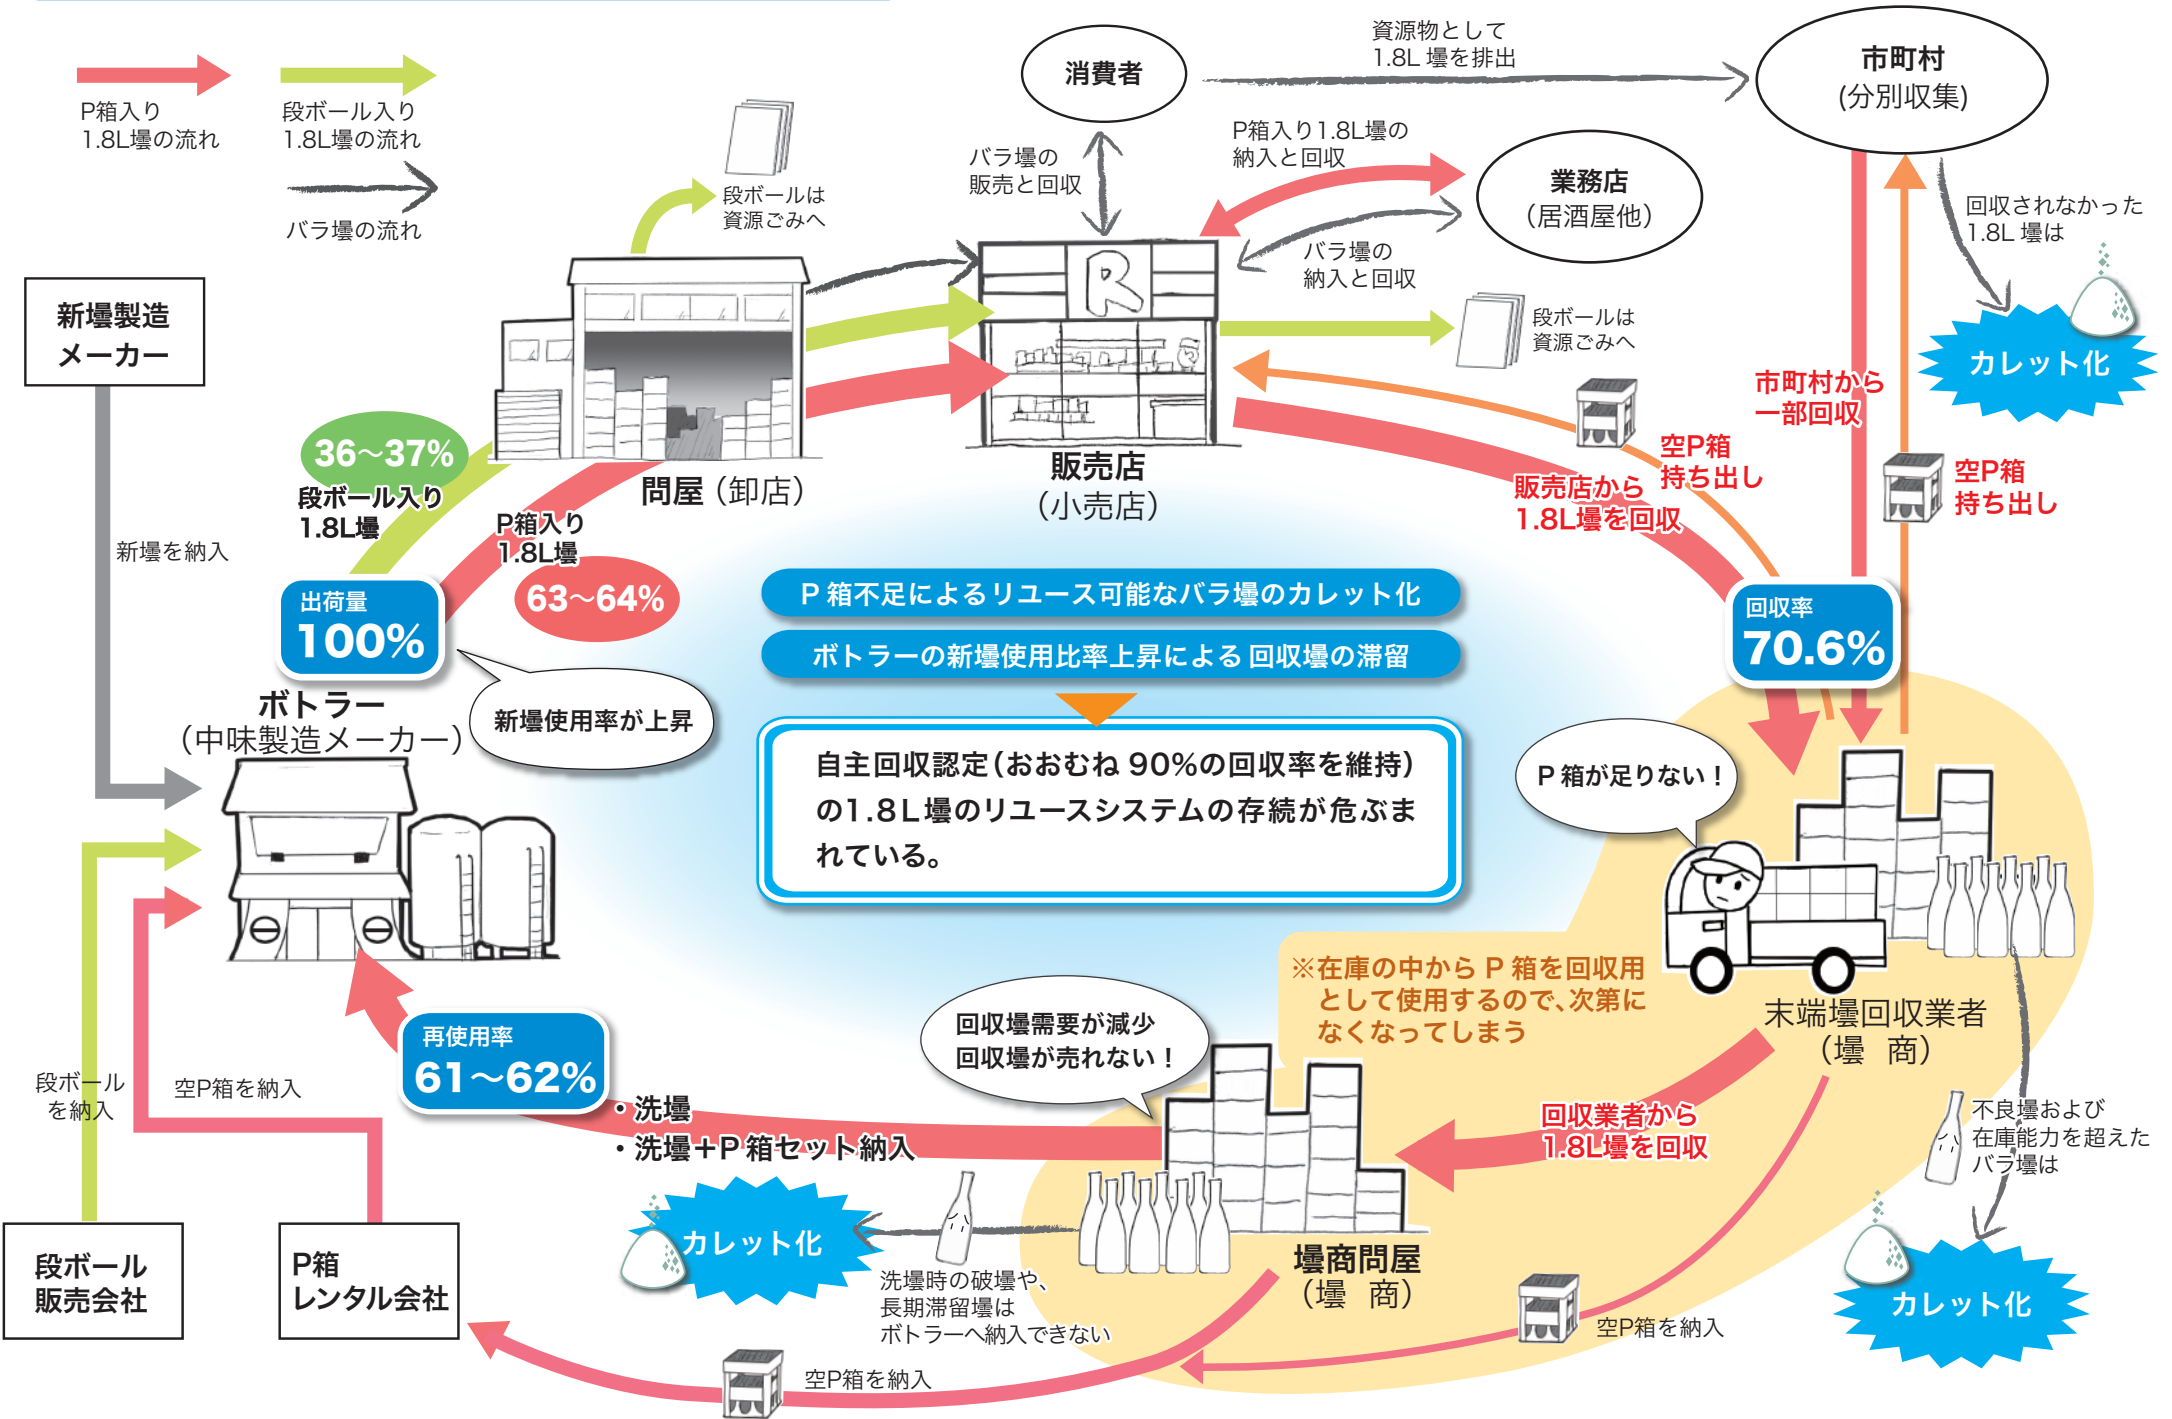 P箱入り
1.8L壜の流れ
段ボール入り
1.8L壜の流れ
バラ壜の流れ
段ボールは
資源ごみへ
消費者
資源物として
1.8L 壜を排出
市町村
(分別収集)
バラ壜の
販売と回収
P箱入り1.8L壜の
納入と回収
業務店
（居酒屋他）
バラ壜の
納入と回収
回収されなかった
1.8L 壜は
カレット化
段ボールは
資源ごみへ
R
新壜製造
メーカー
新壜を納入
36〜37%
段ボール入り
1.8L壜
P箱入り
1.8L壜
63〜64%
問屋（卸店）
販売店
（小売店）
市町村から
一部回収
空P箱
持ち出し
空P箱
持ち出し
販売店から
1.8L壜を回収
出荷量
100%
回収率
70.6%
P 箱不足によるリユース可能なバラ壜のカレット化
ボトラーの新壜使用比率上昇による 回収壜の滞留
ボトラー
（中味製造メーカー）
新壜使用率が上昇
自主回収認定（おおむね 90%の回収率を維持）
の1.8L壜のリユースシステムの存続が危ぶま
れている。
P 箱が足りない！
※在庫の中から P 箱を回収用
として使用するので、次第に
なくなってしまう
末端壜回収業者
（壜 商）
回収壜需要が減少
回収壜が売れない！
再使用率
61〜62%
・洗壜
・洗壜＋P 箱セット納入
回収業者から
1.8L壜を回収
不良壜および
在庫能力を超えた
バラ壜は
カレット化
段ボール
を納入
空P箱を納入
カレット化
洗壜時の破壜や、
長期滞留壜は
ボトラーへ納入できない
壜商問屋
（壜 商）
段ボール
販売会社
P箱
レンタル会社
空P箱を納入
空P箱を納入